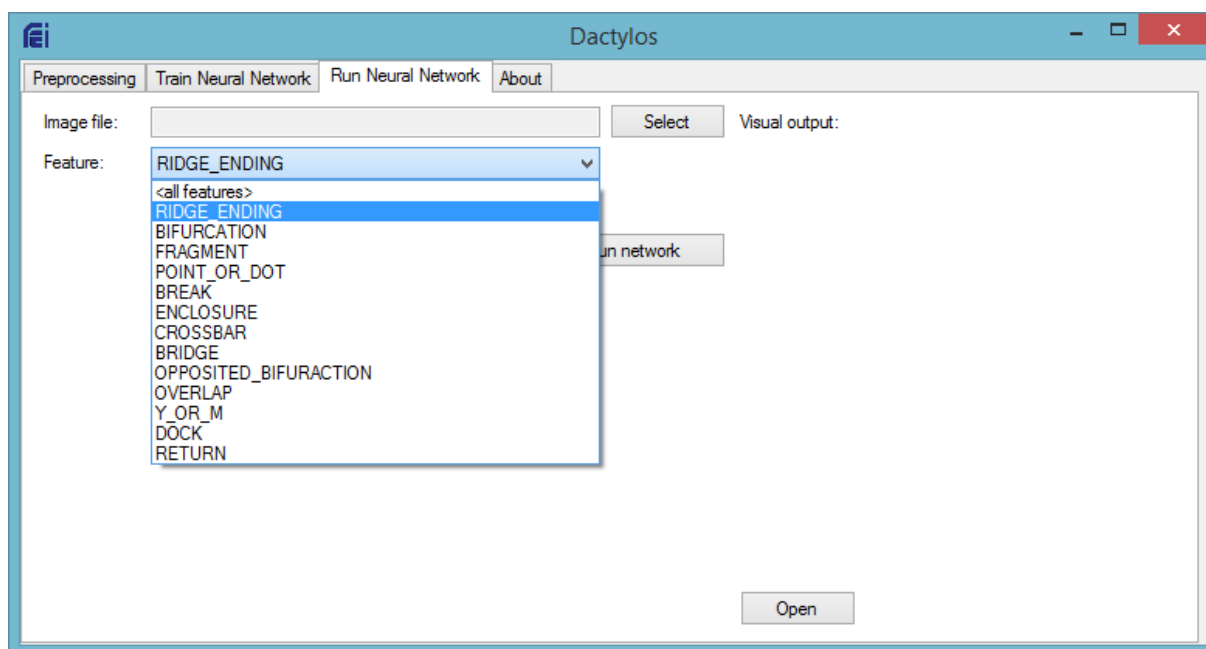 Dactylos
Preprocessing Train Neural Network Run Neural Network About
Image file: Select Visual output:
Feature: RIDGE_ENDING
<all features>
RIDGE_ENDING
BIFURCATION
FRAGMENT
un network
POINT_OR_DOT
BREAK
ENCLOSURE
CROSSBAR
BRIDGE
OPPOSITED_BIFURACTION
OVERLAP
Y_OR_M
DOCK
RETURN
Open